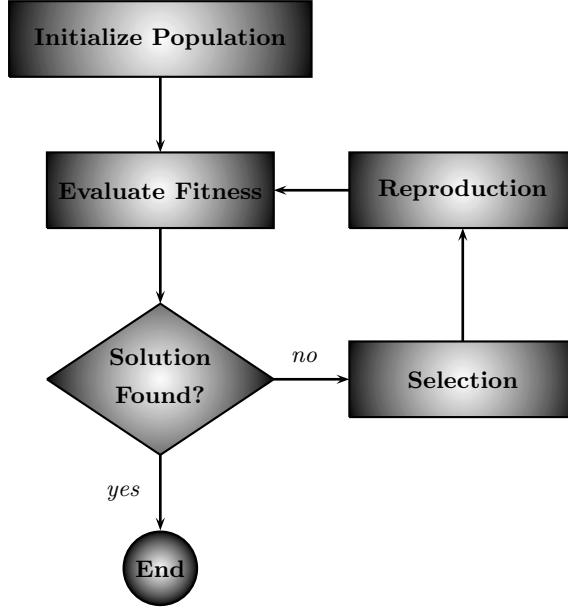 Initialize Population
Evaluate Fitness
Reproduction
Solution
Found?
no
Selection
yes
End